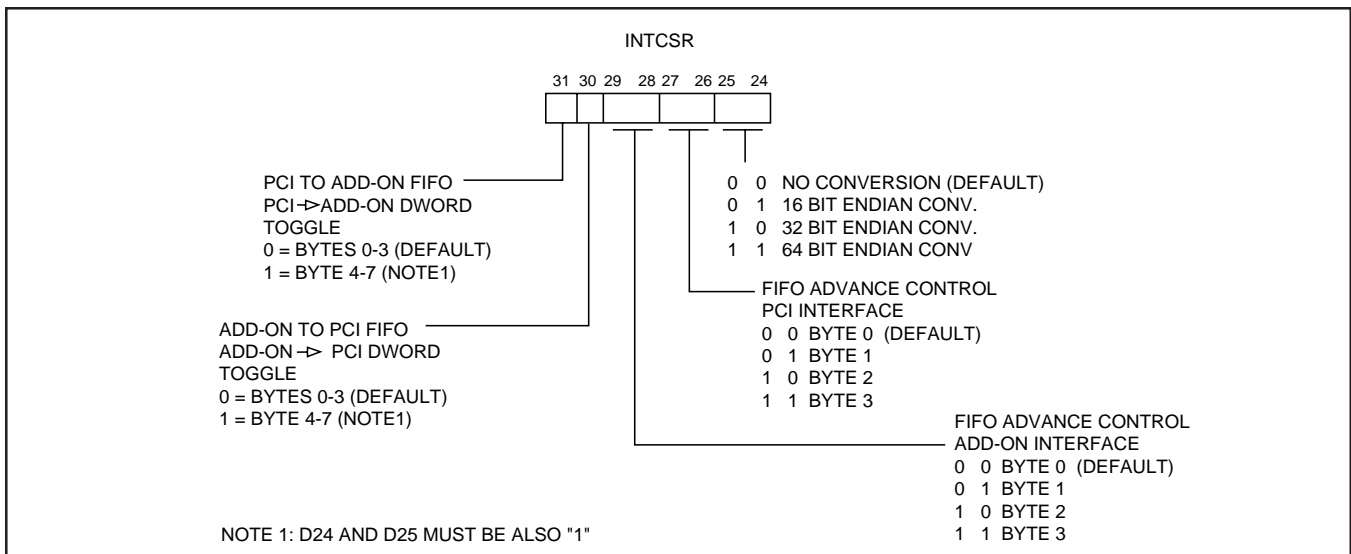 INTCSR
31 30 29 28 27 26 25 24
PCI TO ADD-ON FIFO
PCI ADD-ON DWORD
TOGGLE
0 = BYTES 0-3 (DEFAULT)
1 = BYTE 4-7 (NOTE1)
0 0 NO CONVERSION (DEFAULT)
0 1 16 BIT ENDIAN CONV.
1 0 32 BIT ENDIAN CONV.
1 1 64 BIT ENDIAN CONV
FIFO ADVANCE CONTROL
PCI INTERFACE
0 0 BYTE 0 (DEFAULT)
0 1 BYTE 1
1 0 BYTE 2
1 1 BYTE 3
ADD-ON TO PCI FIFO
ADD-ON PCI DWORD
TOGGLE
0 = BYTES 0-3 (DEFAULT)
1 = BYTE 4-7 (NOTE1)
FIFO ADVANCE CONTROL
ADD-ON INTERFACE
0 0 BYTE 0 (DEFAULT)
0 1 BYTE 1
1 0 BYTE 2
1 1 BYTE 3
NOTE 1: D24 AND D25 MUST BE ALSO "1"